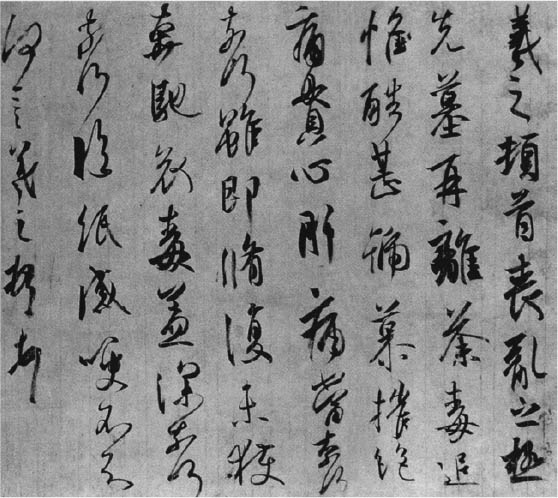 羲之頓首喪亂之極
先墓再離荼毒追
惟酷甚號慕摧絕
痛貫心肝痛當奈何
奈何雖即脩復未獲
奔馳哀毒益深奈何
奈何臨紙感哽不知
何言羲之頓首